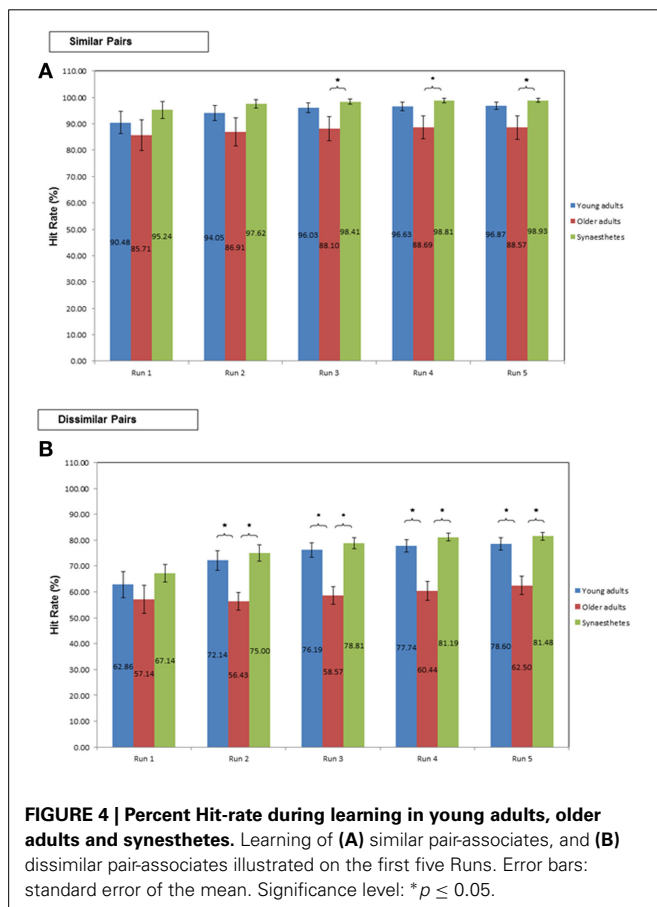 Similar Pairs
A
110.00
100.00
90.00
80.00
70.00
60.00
50.00
40.00
30.00
20.00
10.00
0.00
Hit Rate (%)
* * *
90.48 85.71 95.24 94.05 86.91 97.62 96.03 88.10 98.41 96.63 88.69 98.81 96.87 88.57 98.93
Run 1 Run 2 Run 3 Run 4 Run 5
Young adults
Older adults
Synaesthetes
Dissimilar Pairs
B
110.00
100.00
90.00
80.00
70.00
60.00
50.00
40.00
30.00
20.00
10.00
0.00
Hit Rate (%)
* * * * * * * *
62.86 57.14 67.14 72.14 56.43 75.00 76.19 58.57 78.81 77.74 60.44 81.19 78.60 62.50 81.48
Run 1 Run 2 Run 3 Run 4 Run 5
Young adults
Older adults
Synaesthetes
FIGURE 4 | Percent Hit-rate during learning in young adults, older
adults and synesthetes. Learning of (A) similar pair-associates, and (B)
dissimilar pair-associates illustrated on the first five Runs. Error bars:
standard error of the mean. Significance level: *p ≤ 0.05.